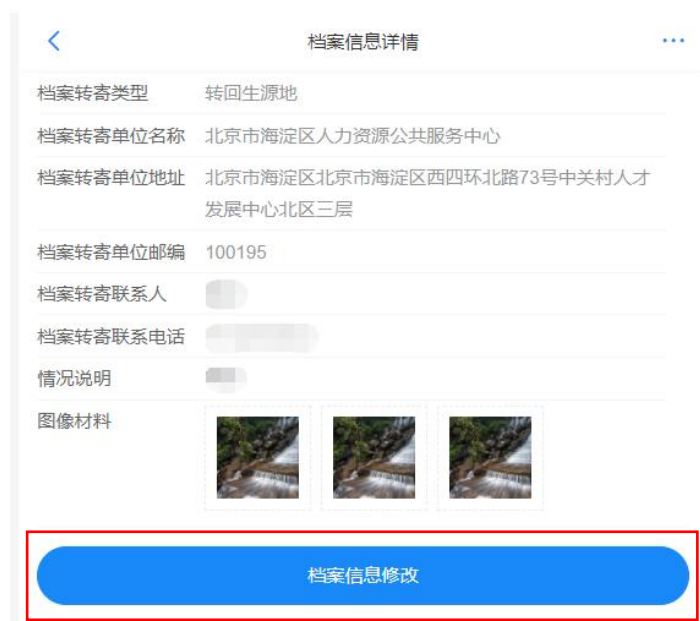 档案信息详情
档案转寄类型 转回生源地
档案转寄单位名称 北京市海淀区人力资源公共服务中心
档案转寄单位地址 北京市海淀区北京市海淀区西四环北路73号中关村人才
发展中心北区三层
档案转寄单位邮编 100195
档案转寄联系人
档案转寄联系电话
情况说明
图像材料
档案信息修改